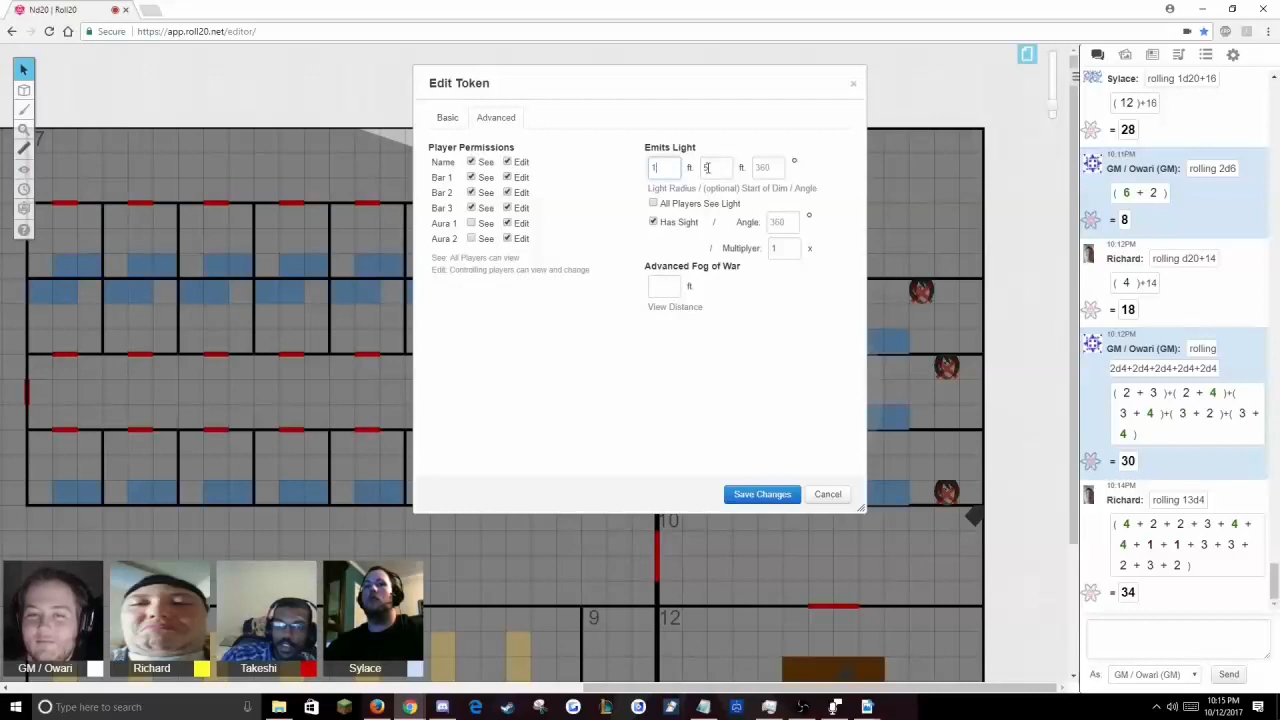 Nd20 | Roll20
Secure
https://app.roll20.net/editor/
7
10
9
12
Edit Token
Basic
Advanced
Player Permissions
Name See Edit
Bar 1 See Edit
Bar 2 See Edit
Bar 3 See Edit
Aura 1 See Edit
Aura 2 See Edit
See: All Players can view
Edit: Controlling players can view and change
Emits Light
1 ft. 5 ft. 360 °
Light Radius / (optional) Start of Dim / Angle
All Players See Light
Has Sight / Angle: 360 °
/ Multiplyer: 1 x
Advanced Fog of War
ft.
View Distance
Save Changes
Cancel
Sylace: rolling 1d20+16
( 12 )+16
= 28
10:11PM
GM / Owari (GM): rolling 2d6
( 6 + 2 )
= 8
10:12PM
Richard: rolling d20+14
( 4 )+14
= 18
10:12PM
GM / Owari (GM): rolling
2d4+2d4+2d4+2d4+2d4
( 2 + 3 )+( 2 + 4 )+(
3 + 4 )+( 3 + 2 )+( 3 +
4 )
= 30
10:14PM
Richard: rolling 13d4
( 4 + 2 + 2 + 3 + 4 +
4 + 1 + 1 + 3 + 3 +
2 + 3 + 2 )
= 34
As: GM / Owari (GM)
Send
GM / Owari
Richard
Takeshi
Sylace
Type here to search
10:15 PM
10/12/2017